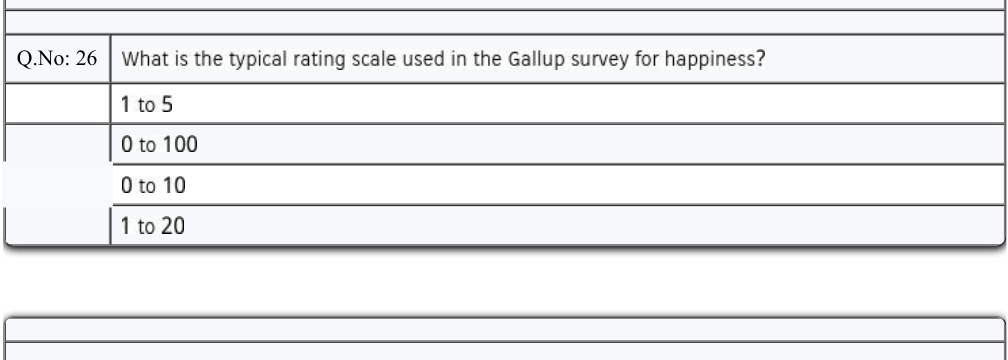 Q.No: 26 What is the typical rating scale used in the Gallup survey for happiness?
1 to 5
0 to 100
0 to 10
1 to 20